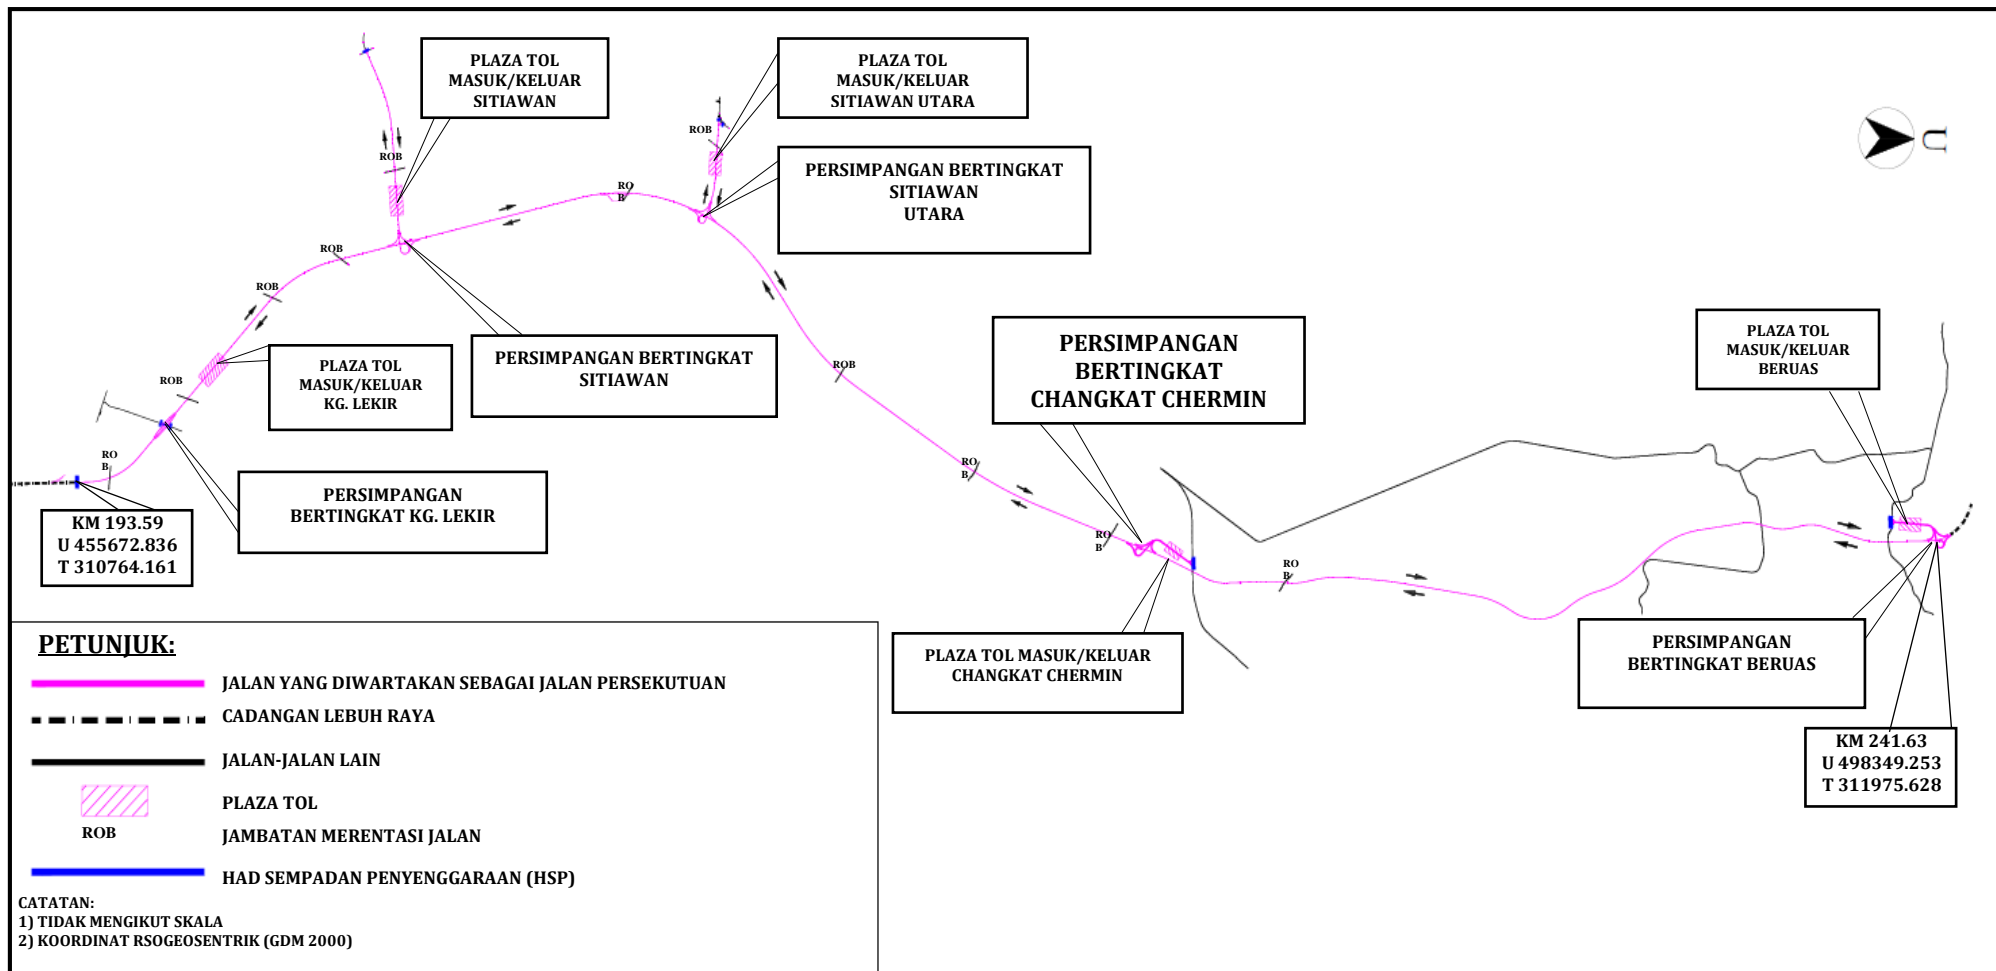 PLAZA TOL
MASUK/KELUAR
SITIAWAN
PLAZA TOL
MASUK/KELUAR
SITIAWAN UTARA
U
ROB
ROB
PERSIMPANGAN BERTINGKAT
SITIAWAN
UTARA
RO
B
ROB
ROB
PERSIMPANGAN BERTINGKAT
SITIAWAN
PLAZA TOL
MASUK/KELUAR
KG. LEKIR
ROB
ROB
PERSIMPANGAN
BERTINGKAT
CHANGKAT CHERMIN
PLAZA TOL
MASUK/KELUAR
BERUAS
RO
B
RO
B
PERSIMPANGAN
BERTINGKAT KG. LEKIR
KM 193.59
U 455672.836
T 310764.161
RO
B
RO
B
PLAZA TOL MASUK/KELUAR
CHANGKAT CHERMIN
PERSIMPANGAN
BERTINGKAT BERUAS
KM 241.63
U 498349.253
T 311975.628
PETUNJUK:
JALAN YANG DIWARTAKAN SEBAGAI JALAN PERSEKUTUAN
CADANGAN LEBUH RAYA
JALAN-JALAN LAIN
PLAZA TOL
ROB
JAMBATAN MERENTASI JALAN
HAD SEMPADAN PENYENGGARAAN (HSP)
CATATAN:
1) TIDAK MENGIKUT SKALA
2) KOORDINAT RSOGEOSENTRIK (GDM 2000)